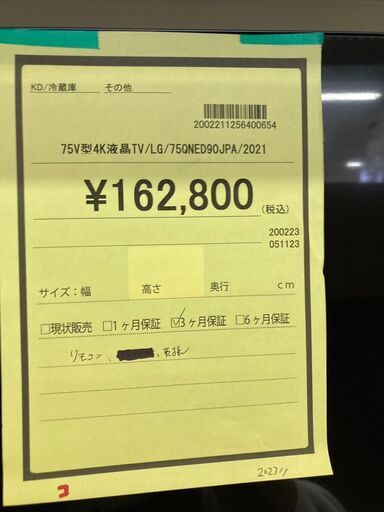 KD/冷蔵庫 その他
2002211256400654
75V型4K液晶TV/LG/75QNED90JPA/2021
¥162,800(税込)
200223
051123
サイズ:幅 高さ 奥行 cm
□現状販売 □1ヶ月保証 ☑3ヶ月保証 □6ヶ月保証
リモコン、
コ